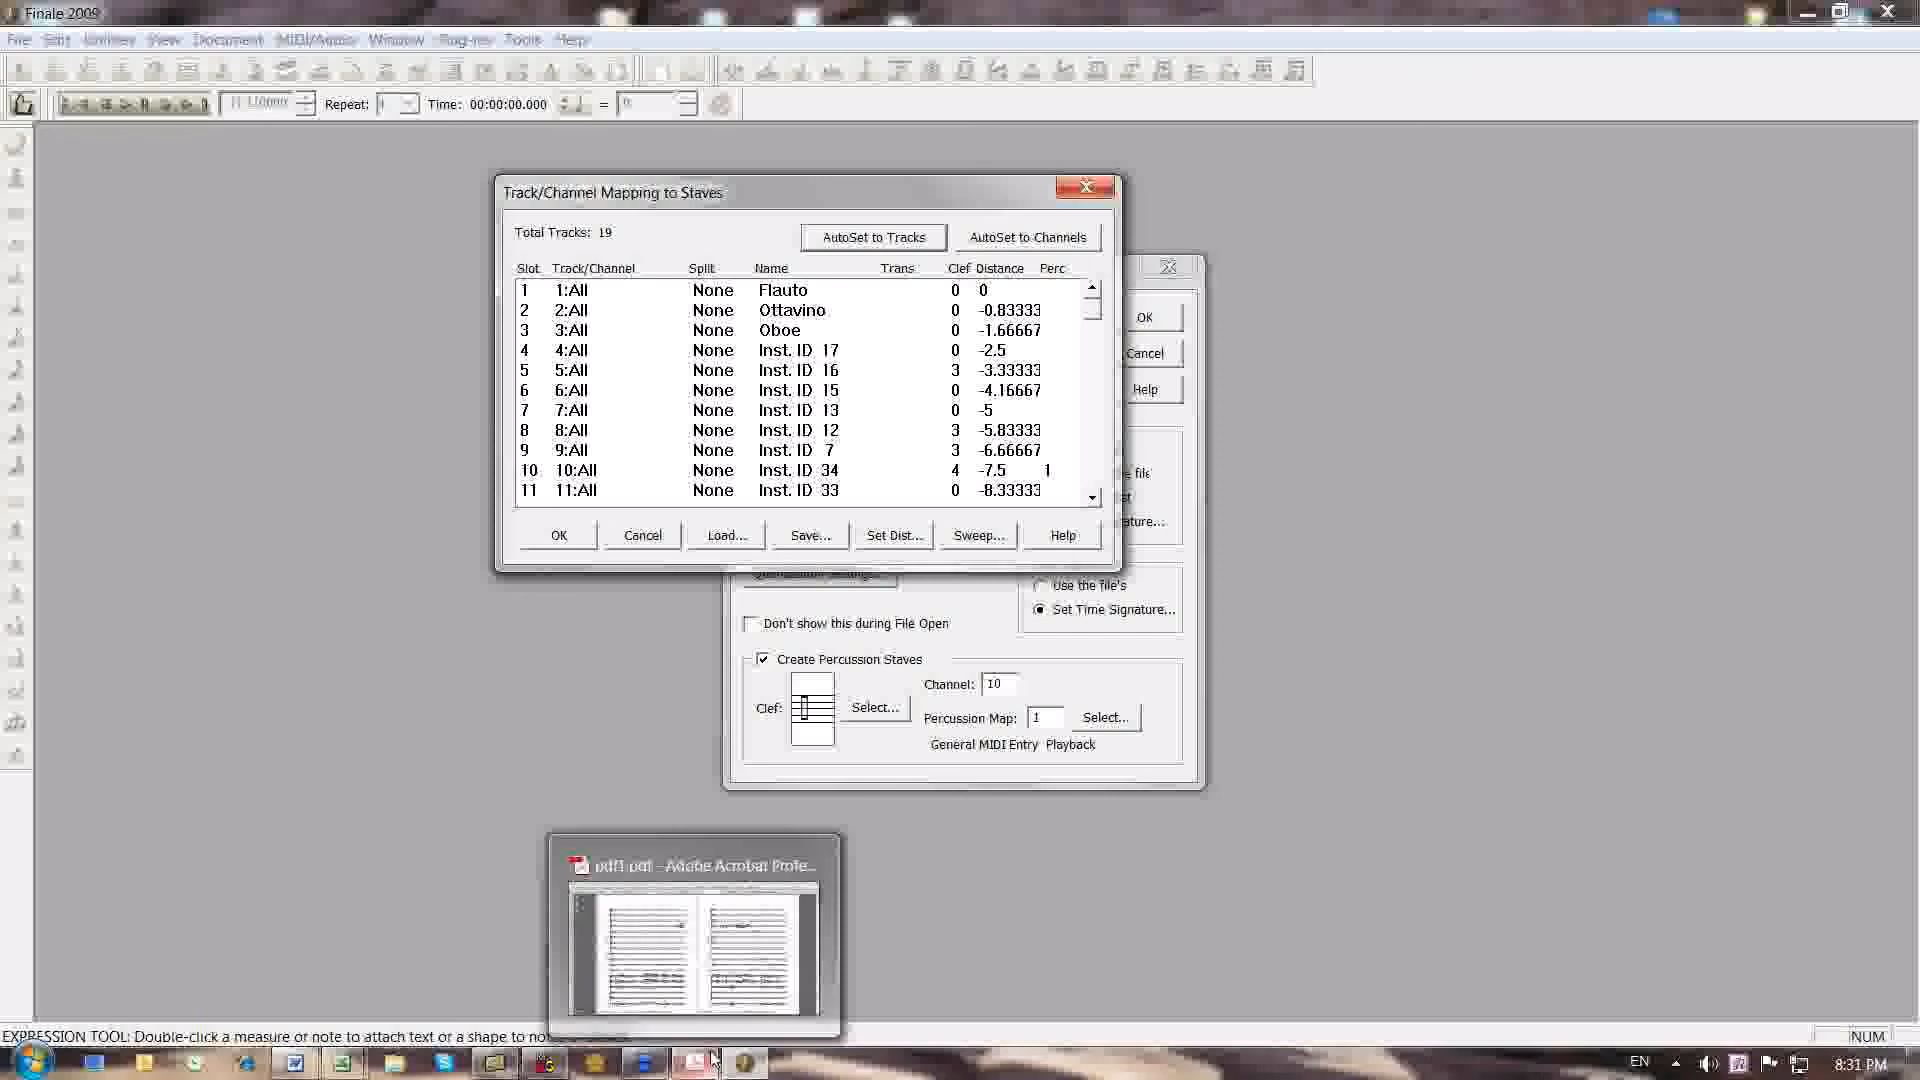 Finale 2009
File Edit Utilities View Document MIDI/Audio Window Plug-ins Tools Help
Repeat: Time: 00:00:00.000 =
Track/Channel Mapping to Staves
Total Tracks: 19
AutoSet to Tracks
AutoSet to Channels
Slot Track/Channel Split Name Trans Clef Distance Perc
1 1:All None Flauto 0 0
2 2:All None Ottavino 0 -0.83333
3 3:All None Oboe 0 -1.66667
4 4:All None Inst. ID 17 0 -2.5
5 5:All None Inst. ID 16 3 -3.33333
6 6:All None Inst. ID 15 0 -4.16667
7 7:All None Inst. ID 13 0 -5
8 8:All None Inst. ID 12 3 -5.83333
9 9:All None Inst. ID 7 3 -6.66667
10 10:All None Inst. ID 34 4 -7.5 1
11 11:All None Inst. ID 33 0 -8.33333
OK Cancel Load... Save... Set Dist... Sweep... Help
OK
Cancel
Help
Use the file's
Set Time Signature...
Don't show this during File Open
Create Percussion Staves
Clef:
Select...
Channel: 10
Percussion Map: 1 Select...
General MIDI Entry Playback
pdf1.pdf - Adobe Acrobat Profe...
EXPRESSION TOOL: Double-click a measure or note to attach text or a shape to
NUM
EN
8:31 PM